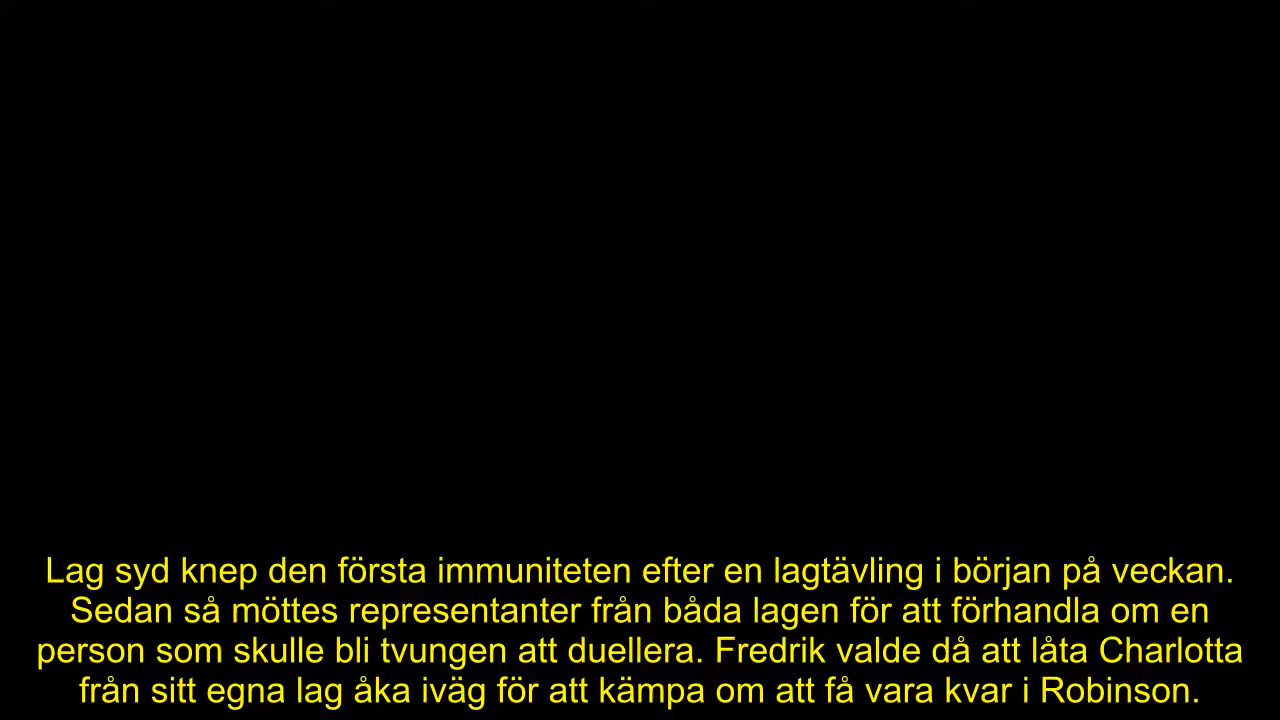 Lag syd knep den första immuniteten efter en lagtävling i början på veckan.
Sedan så möttes representanter från båda lagen för att förhandla om en
person som skulle bli tvungen att duellera. Fredrik valde då att låta Charlotta
från sitt egna lag åka iväg för att kämpa om att få vara kvar i Robinson.